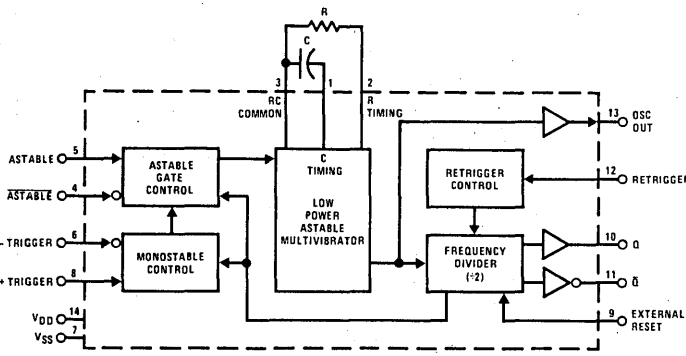 R
C
3
1
2
RC
COMMON
R
TIMING
13
OSC
OUT
5
ASTABLE
ASTABLE
GATE
CONTROL
4
ASTABLE
C
TIMING
LOW
POWER
ASTABLE
MULTIVIBRATOR
RETRIGGER
CONTROL
12
RETRIGGER
6
- TRIGGER
MONOSTABLE
CONTROL
8
+ TRIGGER
FREQUENCY
DIVIDER
(÷2)
10
Q
11
Q̅
VDD
14
VSS
7
9
EXTERNAL
RESET